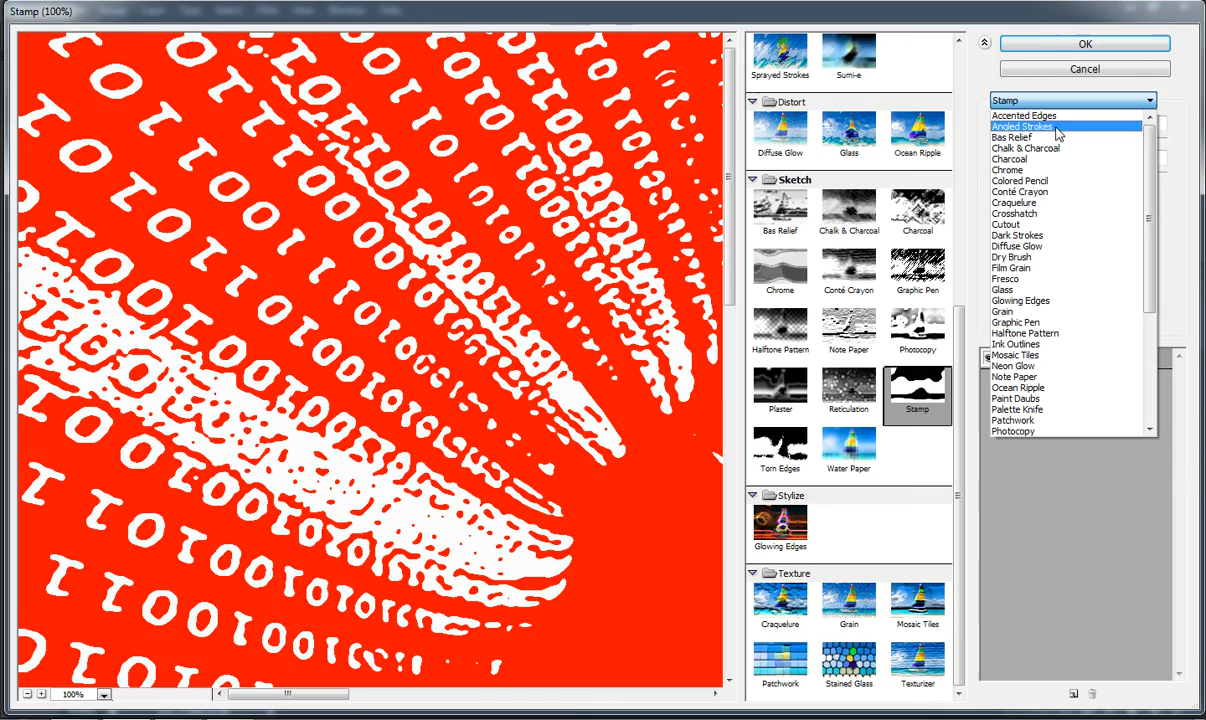 Stamp (100%)
OK
Cancel
Stamp
Accented Edges
Angled Strokes
Bas Relief
Chalk & Charcoal
Charcoal
Chrome
Colored Pencil
Conté Crayon
Craquelure
Crosshatch
Cutout
Dark Strokes
Diffuse Glow
Dry Brush
Film Grain
Fresco
Glass
Glowing Edges
Grain
Graphic Pen
Halftone Pattern
Ink Outlines
Mosaic Tiles
Neon Glow
Note Paper
Ocean Ripple
Paint Daubs
Palette Knife
Patchwork
Photocopy
Sprayed Strokes Sumi-e
Distort
Diffuse Glow Glass Ocean Ripple
Sketch
Bas Relief Chalk & Charcoal Charcoal
Chrome Conté Crayon Graphic Pen
Halftone Pattern Note Paper Photocopy
Plaster Reticulation Stamp
Torn Edges Water Paper
Stylize
Glowing Edges
Texture
Craquelure Grain Mosaic Tiles
Patchwork Stained Glass Texturizer
100%